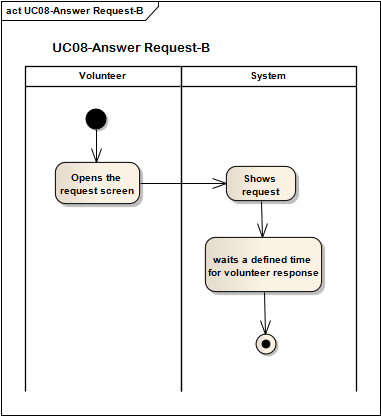 act UC08-Answer Request-B
UC08-Answer Request-B
Volunteer
System
Opens the
request screen
Shows
request
waits a defined time
for volunteer response